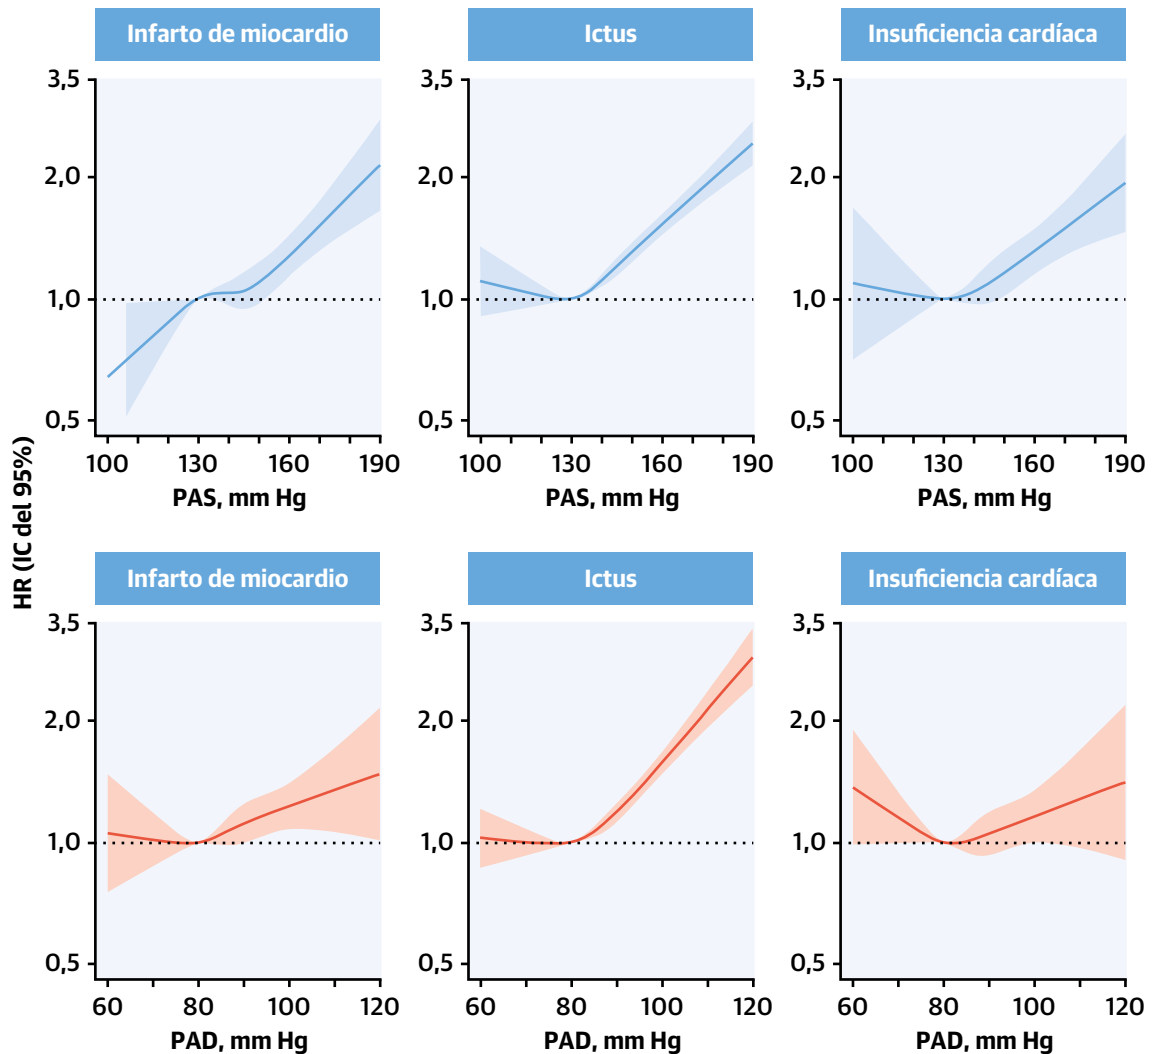 Infarto de miocardio
Ictus
Insuficiencia cardíaca
3,5
2,0
1,0
0,5
100 130 160 190
PAS, mm Hg
3,5
2,0
1,0
0,5
100 130 160 190
PAS, mm Hg
3,5
2,0
1,0
0,5
100 130 160 190
PAS, mm Hg
HR (IC del 95%)
Infarto de miocardio
Ictus
Insuficiencia cardíaca
3,5
2,0
1,0
0,5
60 80 100 120
PAD, mm Hg
3,5
2,0
1,0
0,5
60 80 100 120
PAD, mm Hg
3,5
2,0
1,0
0,5
60 80 100 120
PAD, mm Hg